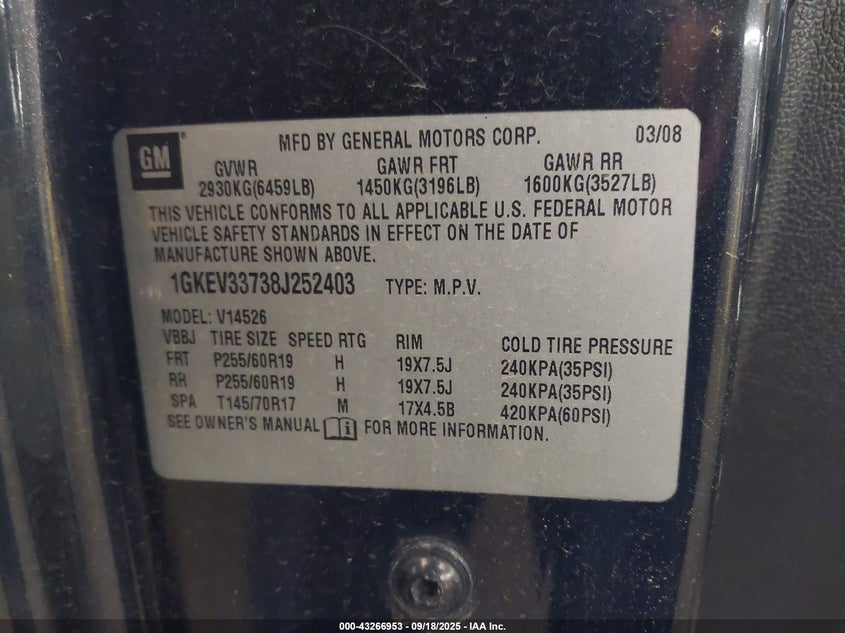 GM
MFD BY GENERAL MOTORS CORP. 03/08
GVWR GAWR FRT GAWR RR
2930KG(6459LB) 1450KG(3196LB) 1600KG(3527LB)
THIS VEHICLE CONFORMS TO ALL APPLICABLE U.S. FEDERAL MOTOR
VEHICLE SAFETY STANDARDS IN EFFECT ON THE DATE OF
MANUFACTURE SHOWN ABOVE.
1GKEV33738J252403 TYPE: M.P.V.
MODEL: V14526
VBBJ TIRE SIZE SPEED RTG RIM COLD TIRE PRESSURE
FRT P255/60R19 H 19X7.5J 240KPA(35PSI)
RR P255/60R19 H 19X7.5J 240KPA(35PSI)
SPA T145/70R17 M 17X4.5B 420KPA(60PSI)
SEE OWNER'S MANUAL i FOR MORE INFORMATION.
000-43266953 - 09/18/2025 - IAA Inc.